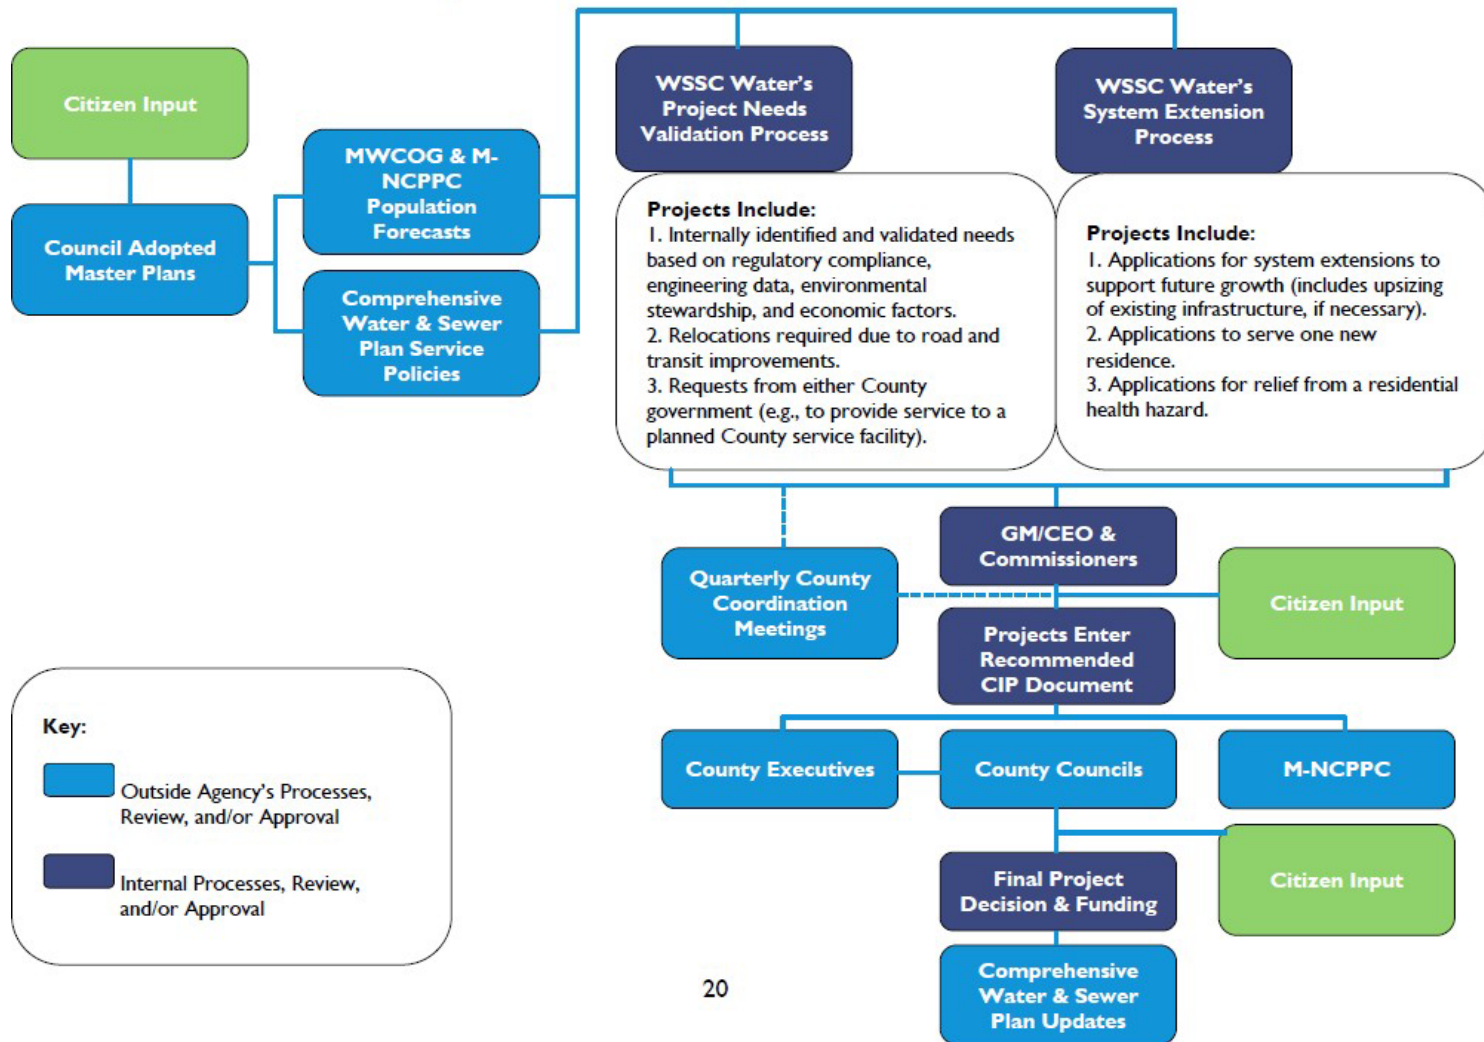 Citizen Input
Council Adopted
Master Plans
MWCOG & M-
NCPPC
Population
Forecasts
Comprehensive
Water & Sewer
Plan Service
Policies
WSSC Water's
Project Needs
Validation Process
Projects Include:
1. Internally identified and validated needs
based on regulatory compliance,
engineering data, environmental
stewardship, and economic factors.
2. Relocations required due to road and
transit improvements.
3. Requests from either County
government (e.g., to provide service to a
planned County service facility).
WSSC Water's
System Extension
Process
Projects Include:
1. Applications for system extensions to
support future growth (includes upsizing
of existing infrastructure, if necessary).
2. Applications to serve one new
residence.
3. Applications for relief from a residential
health hazard.
GM/CEO &
Commissioners
Quarterly County
Coordination
Meetings
Citizen Input
Projects Enter
Recommended
CIP Document
County Executives
County Councils
M-NCPPC
Citizen Input
Final Project
Decision & Funding
Comprehensive
Water & Sewer
Plan Updates
Key:
Outside Agency's Processes,
Review, and/or Approval
Internal Processes, Review,
and/or Approval
20